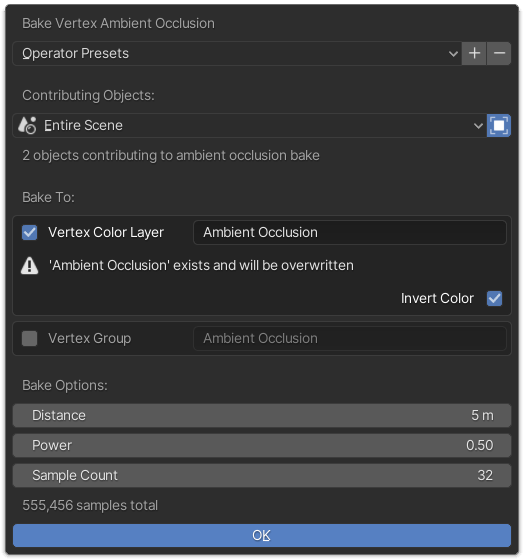 Bake Vertex Ambient Occlusion
Operator Presets
Contributing Objects:
Entire Scene
2 objects contributing to ambient occlusion bake
Bake To:
Vertex Color Layer Ambient Occlusion
'Ambient Occlusion' exists and will be overwritten
Invert Color
Vertex Group Ambient Occlusion
Bake Options:
Distance 5 m
Power 0.50
Sample Count 32
555,456 samples total
OK